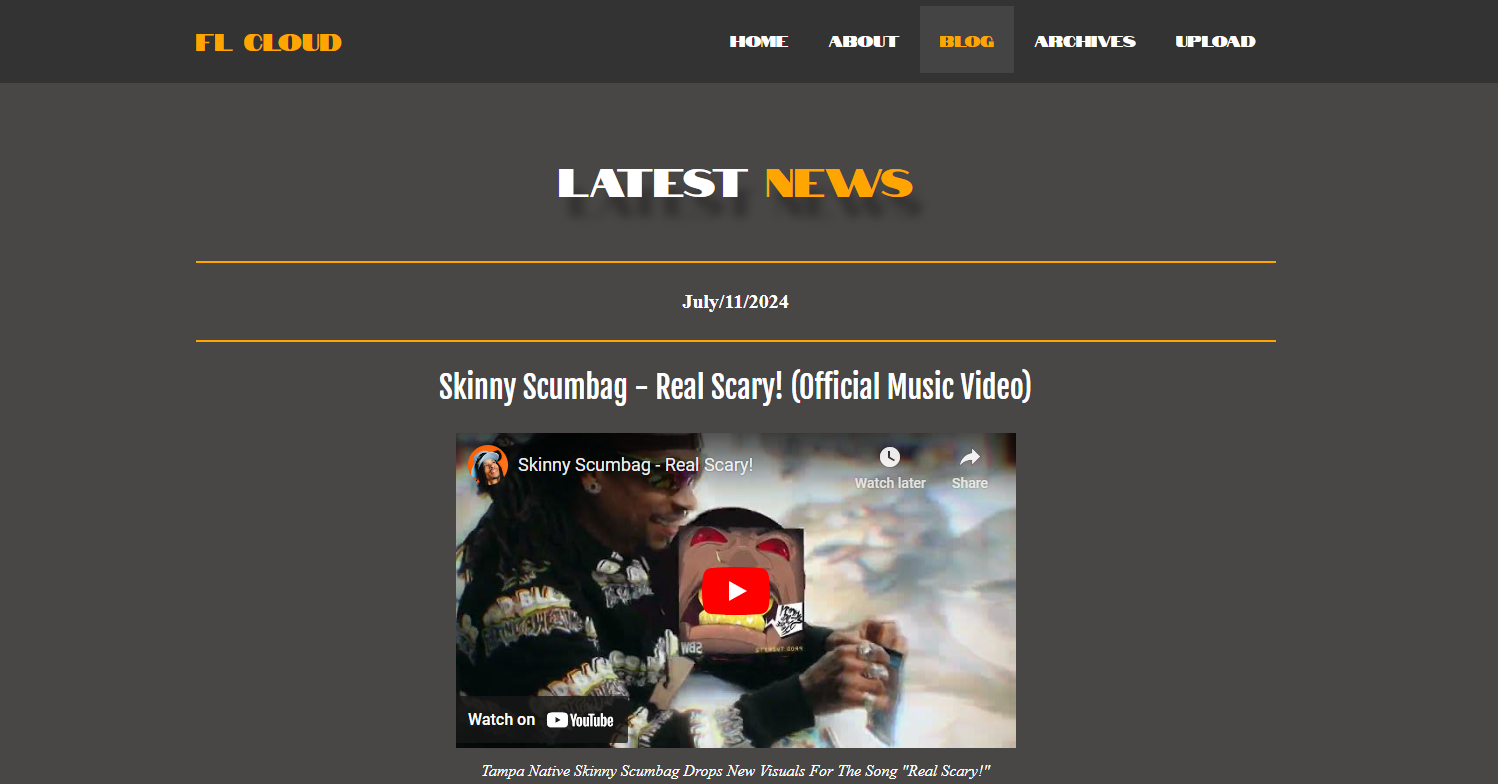 FL CLOUD
HOME ABOUT BLOG ARCHIVES UPLOAD
LATEST NEWS
July/11/2024
Skinny Scumbag - Real Scary! (Official Music Video)
Skinny Scumbag - Real Scary!
Watch later Share
Watch on YouTube
Tampa Native Skinny Scumbag Drops New Visuals For The Song "Real Scary!"